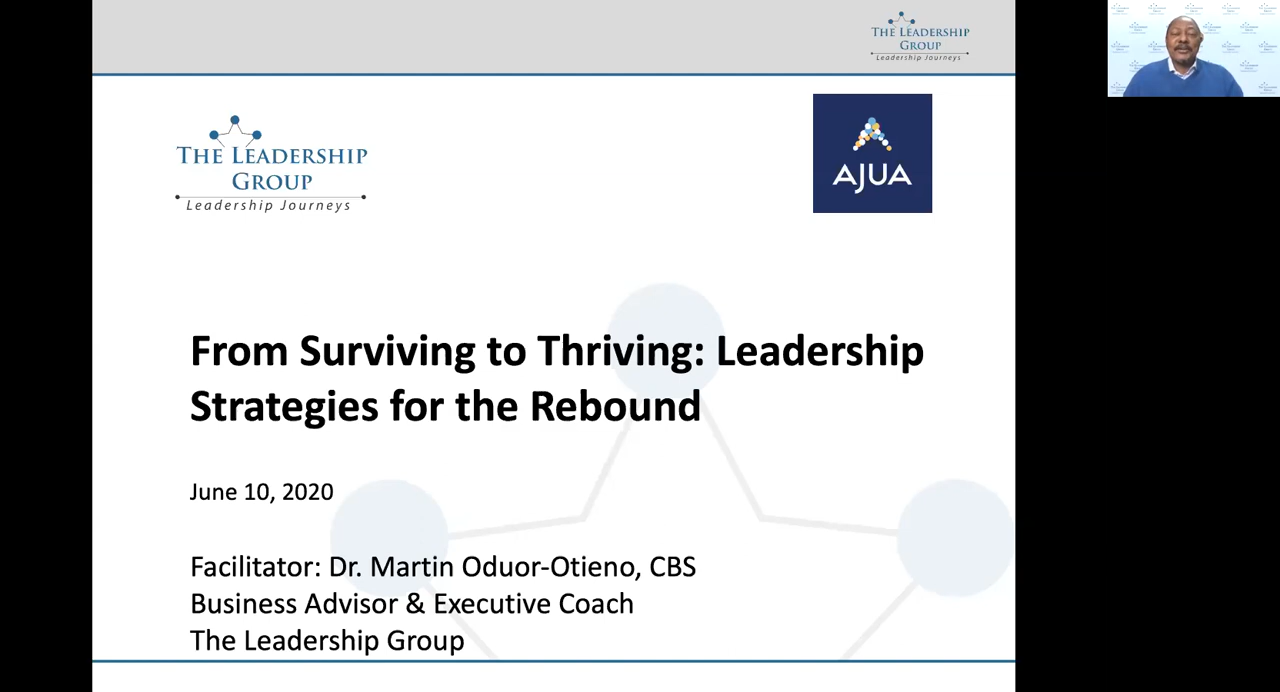 THE LEADERSHIP
GROUP
Leadership Journeys
THE LEADERSHIP
GROUP
Leadership Journeys
AJUA
From Surviving to Thriving: Leadership
Strategies for the Rebound
June 10, 2020
Facilitator: Dr. Martin Oduor-Otieno, CBS
Business Advisor & Executive Coach
The Leadership Group